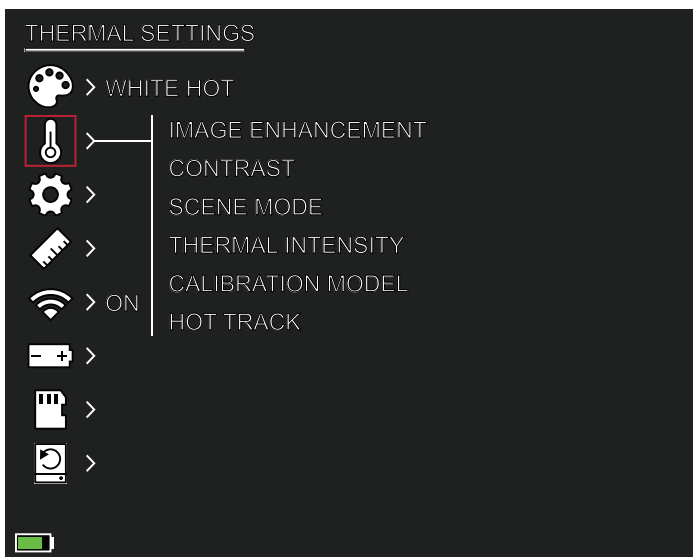 THERMAL SETTINGS
WHITE HOT
IMAGE ENHANCEMENT
CONTRAST
SCENE MODE
THERMAL INTENSITY
CALIBRATION MODEL
ON
HOT TRACK